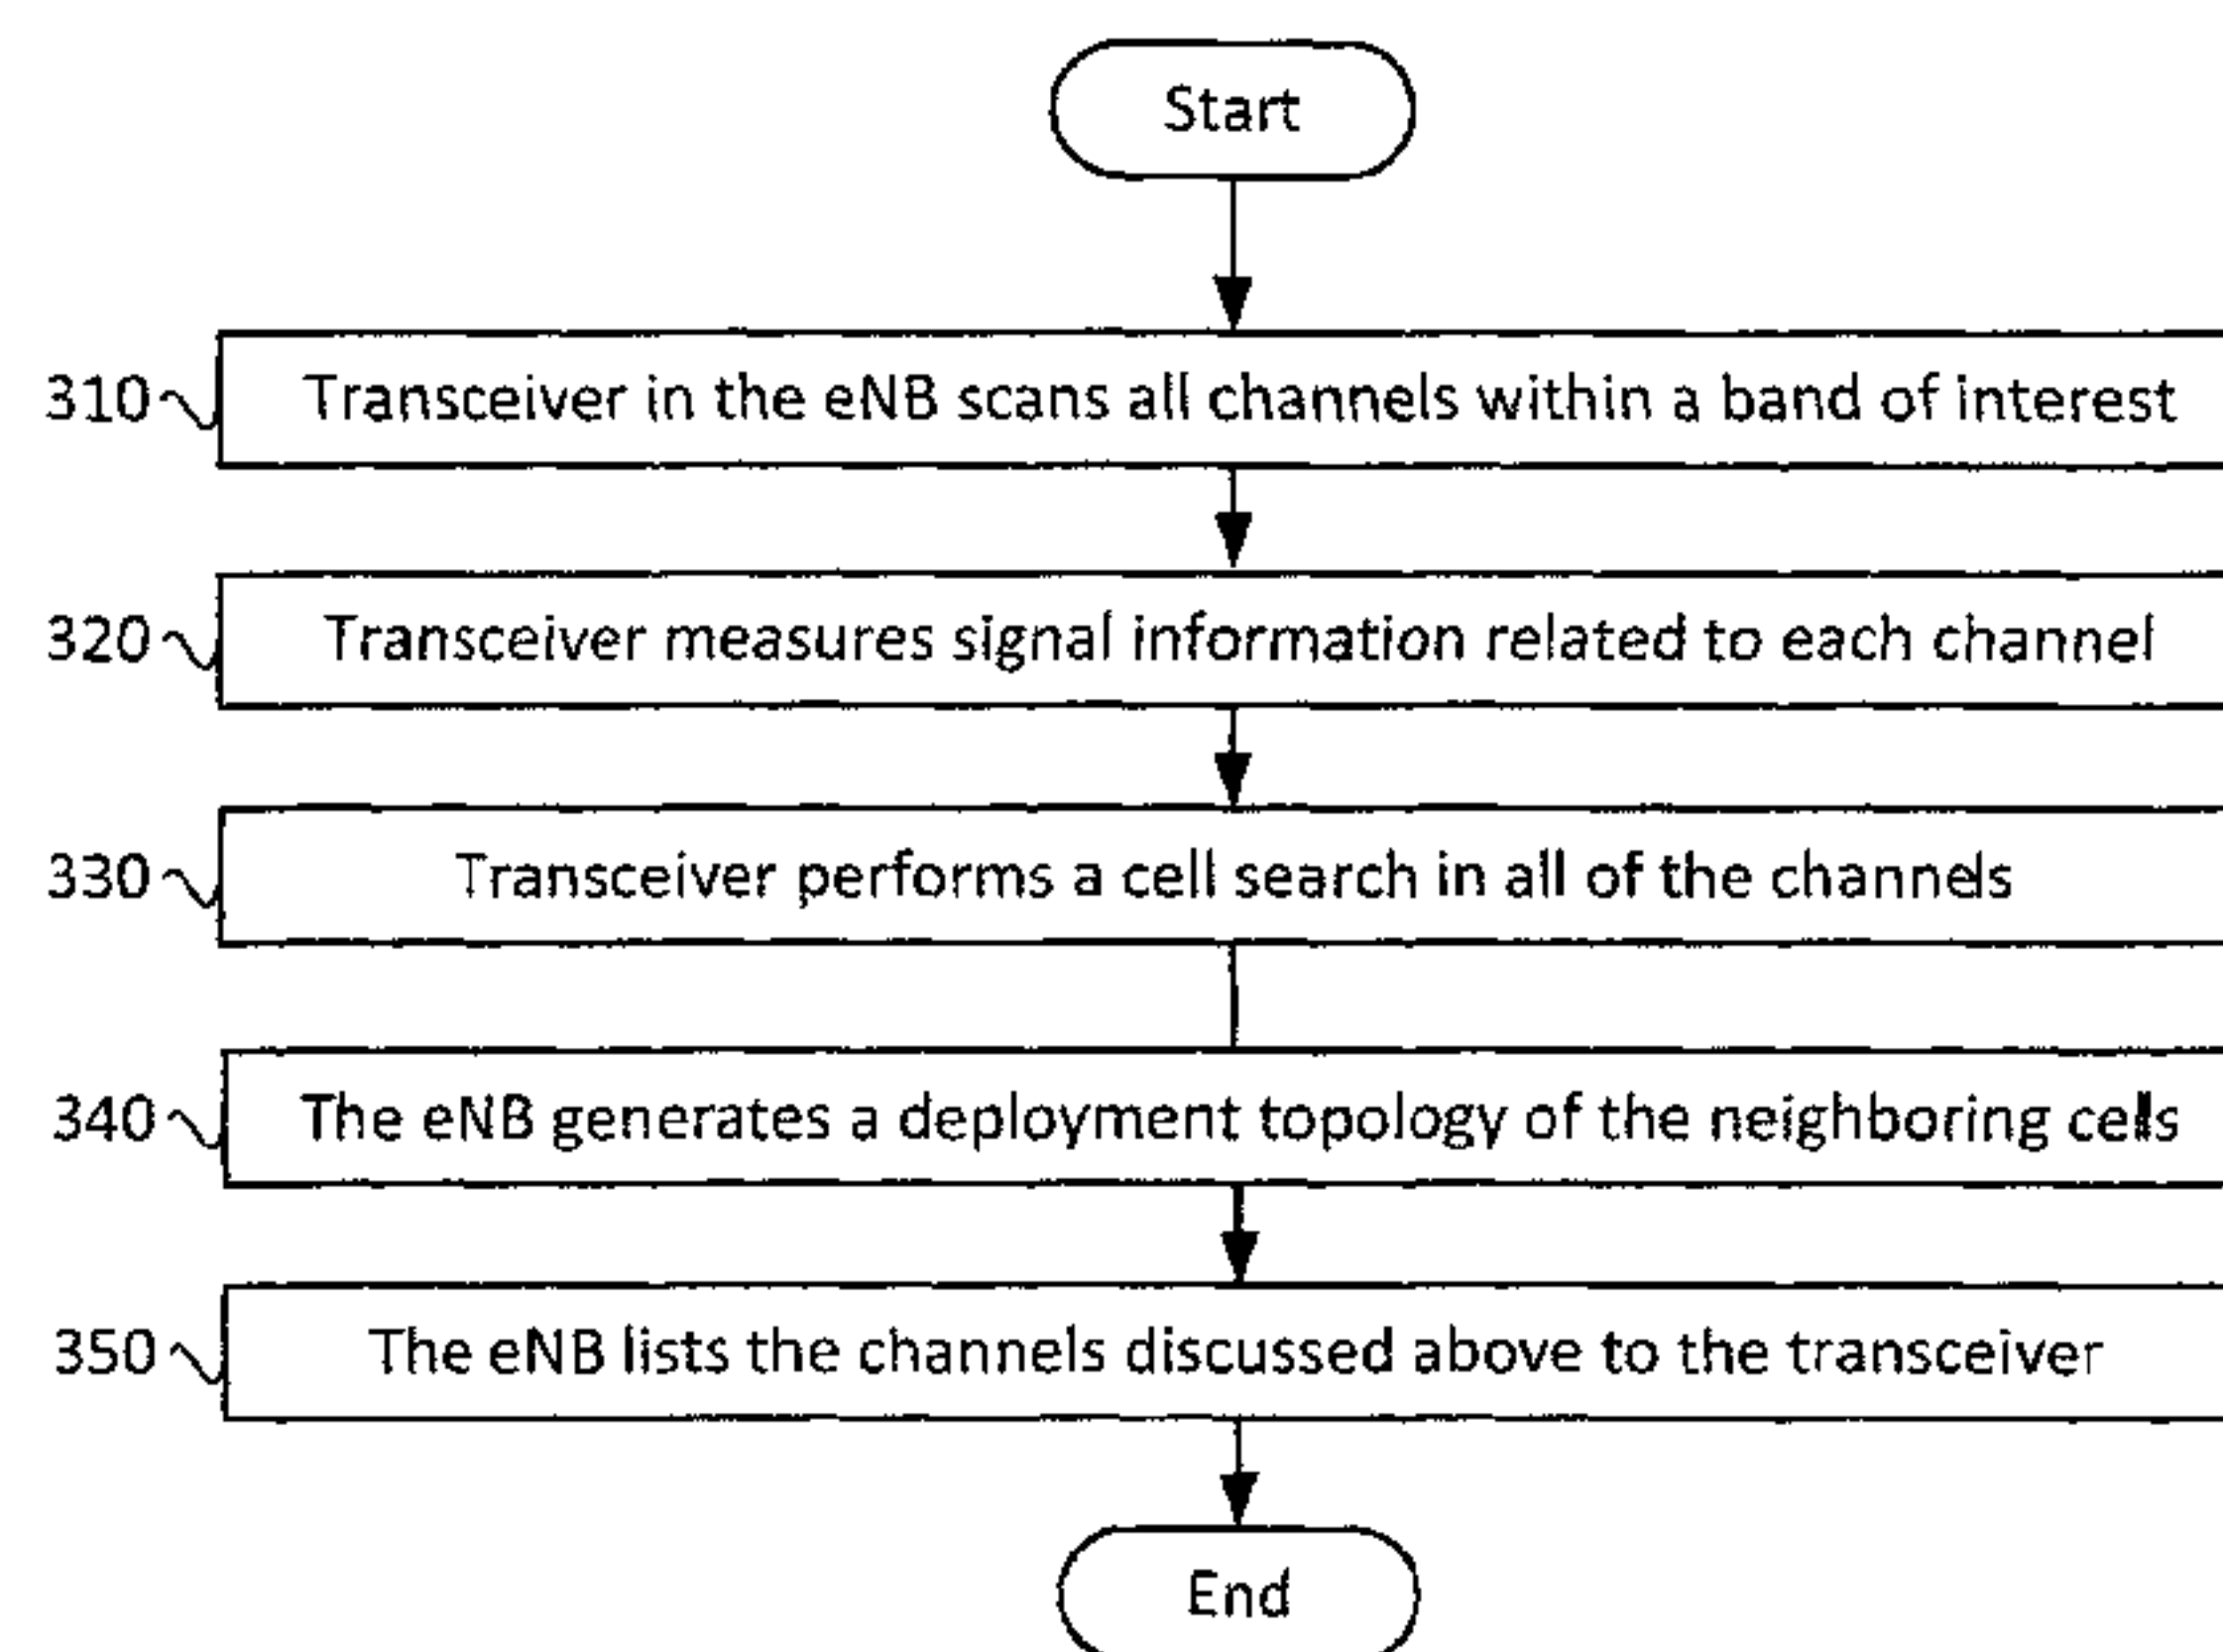 Start
310 Transceiver in the eNB scans all channels within a band of interest
320 Transceiver measures signal information related to each channel
330 Transceiver performs a cell search in all of the channels
340 The eNB generates a deployment topology of the neighboring cells
350 The eNB lists the channels discussed above to the transceiver
End